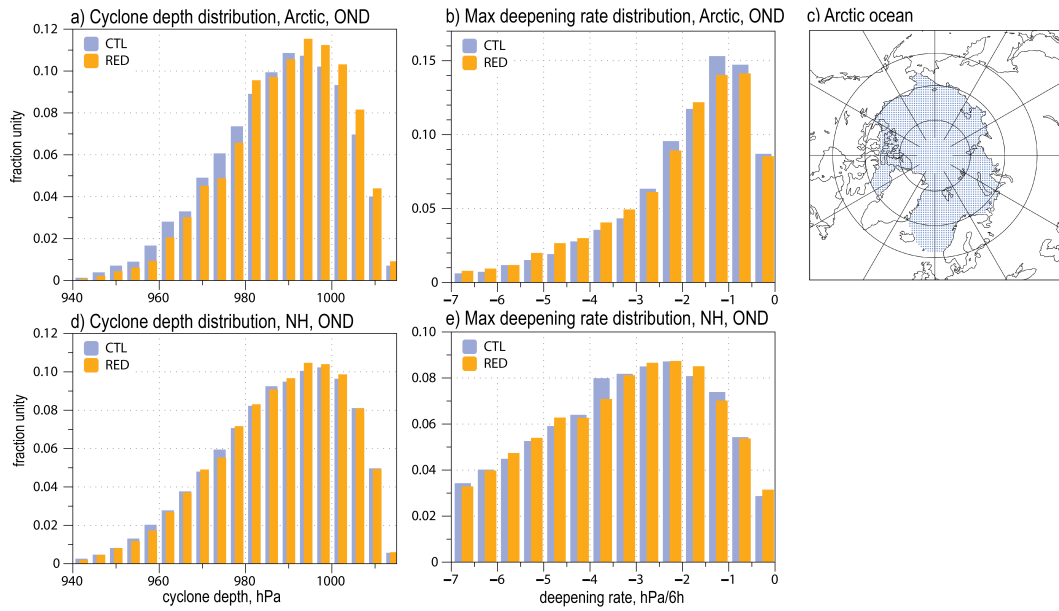 a) Cyclone depth distribution, Arctic, OND
b) Max deepening rate distribution, Arctic, OND
c) Arctic ocean
0.12
0.10
0.08
0.06
0.04
0.02
0
fraction unity
CTL
RED
940
960
980
1000
0.15
0.10
0.05
0
CTL
RED
−7
−6
−5
−4
−3
−2
−1
0
d) Cyclone depth distribution, NH, OND
e) Max deepening rate distribution, NH, OND
0.12
0.10
0.08
0.06
0.04
0.02
0
fraction unity
CTL
RED
940
960
980
1000
cyclone depth, hPa
0.10
0.08
0.06
0.04
0.02
0
CTL
RED
−7
−6
−5
−4
−3
−2
−1
0
deepening rate, hPa/6h